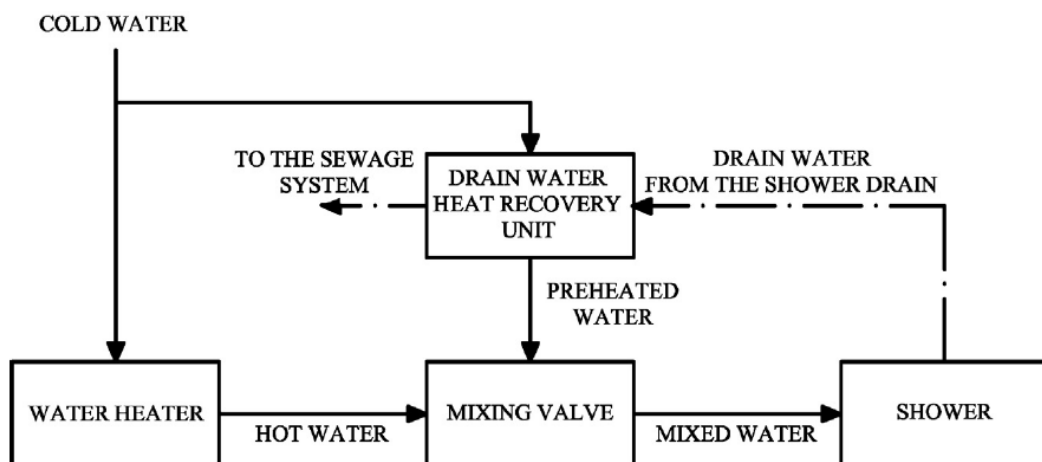 COLD WATER
TO THE SEWAGE
SYSTEM
DRAIN WATER
HEAT RECOVERY
UNIT
DRAIN WATER
FROM THE SHOWER DRAIN
PREHEATED
WATER
WATER HEATER
HOT WATER
MIXING VALVE
MIXED WATER
SHOWER